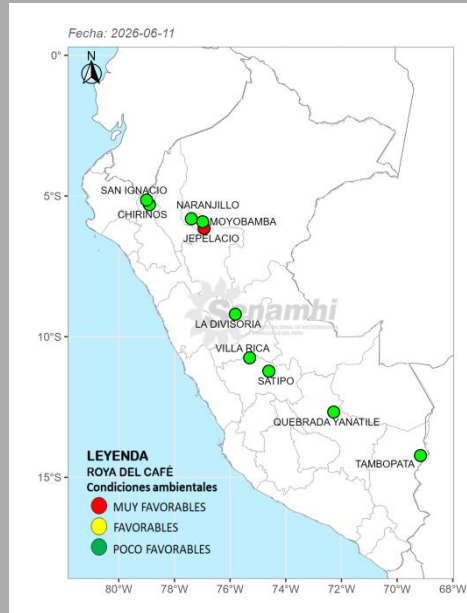 Fecha: 2026-06-11
N
0°
5°S
10°S
15°S
SAN IGNACIO
CHIRINOS
NARANJILLO
MOYOBAMBA
JEPELACIO
Senamhi
LA DIVISORIA
VILLA RICA
SATIPO
QUEBRADA YANATILE
TAMBOPATA
LEYENDA
ROYA DEL CAFÉ
Condiciones ambientales
MUY FAVORABLES
FAVORABLES
POCO FAVORABLES
80°W 78°W 76°W 74°W 72°W 70°W 68°W